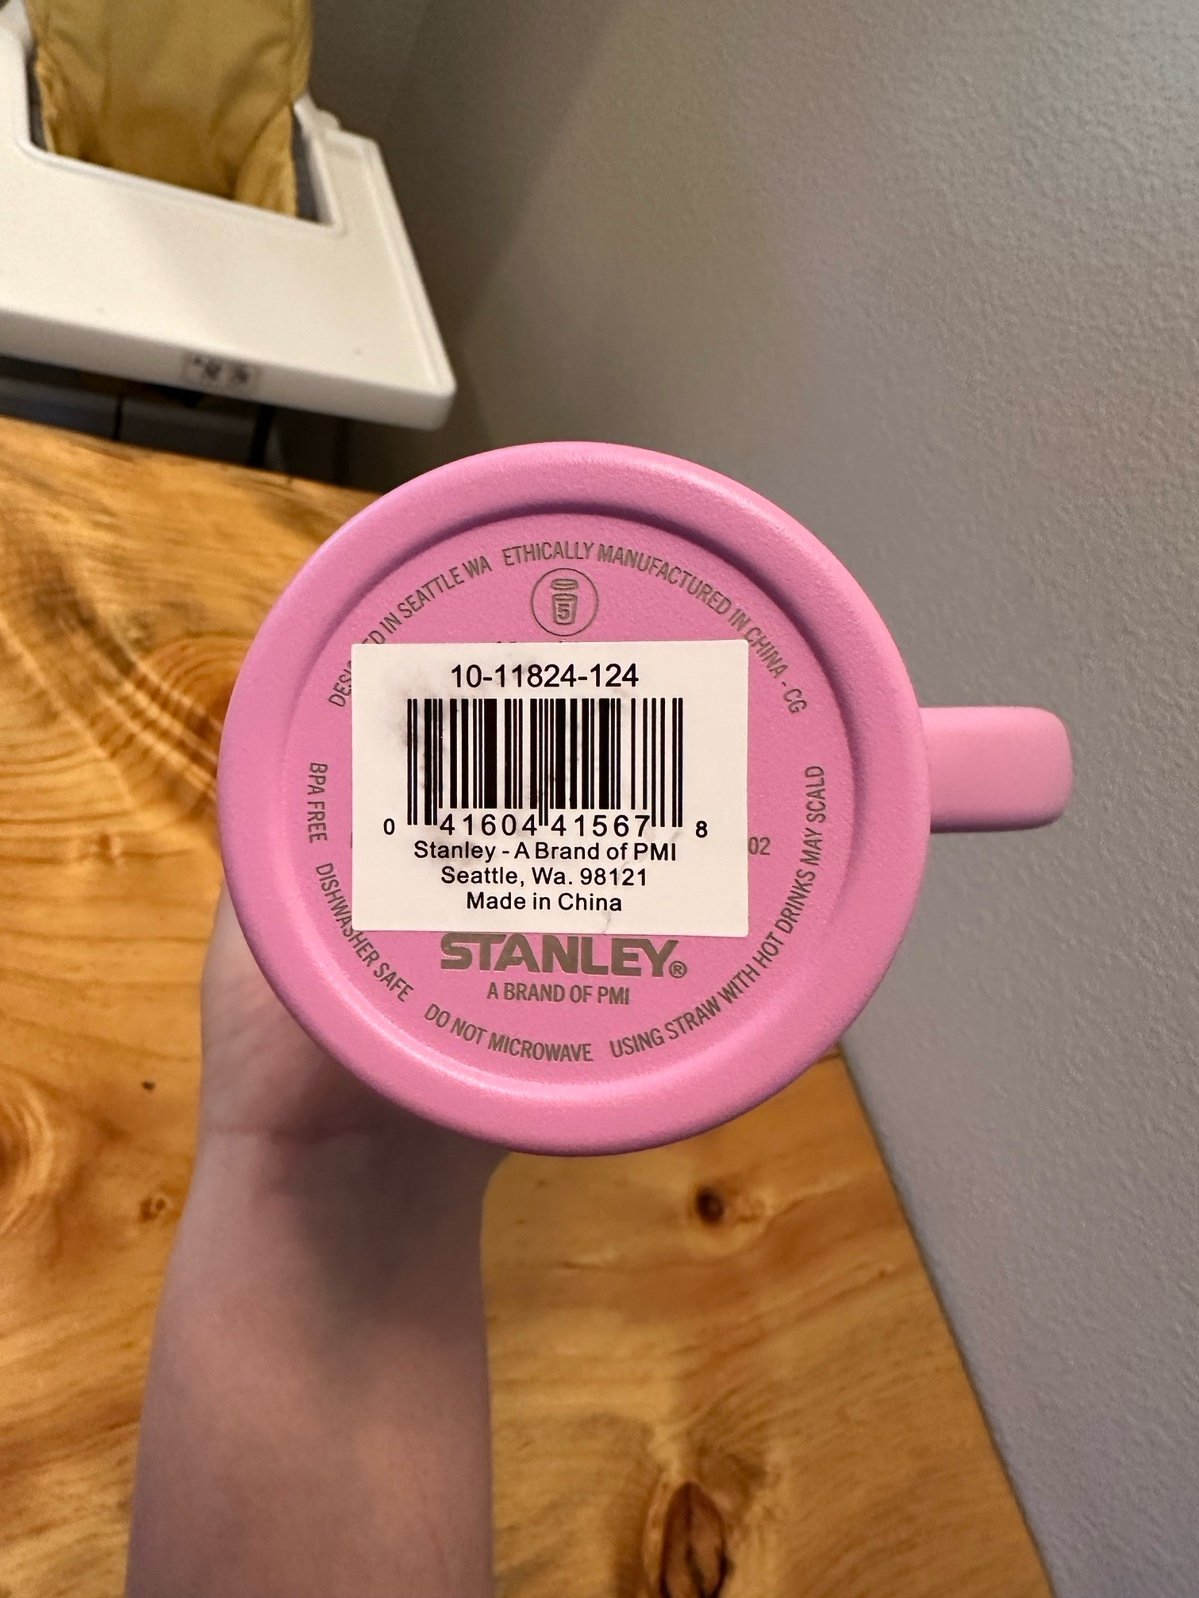 DESIGNED IN SEATTLE WA
ETHICALLY MANUFACTURED IN CHINA - CG
5
10-11824-124
0 41604 41567 8
Stanley - A Brand of PMI
Seattle, Wa. 98121
Made in China
02
STANLEY®
A BRAND OF PMI
BPA FREE
DISHWASHER SAFE
DO NOT MICROWAVE
USING STRAW WITH HOT DRINKS MAY SCALD